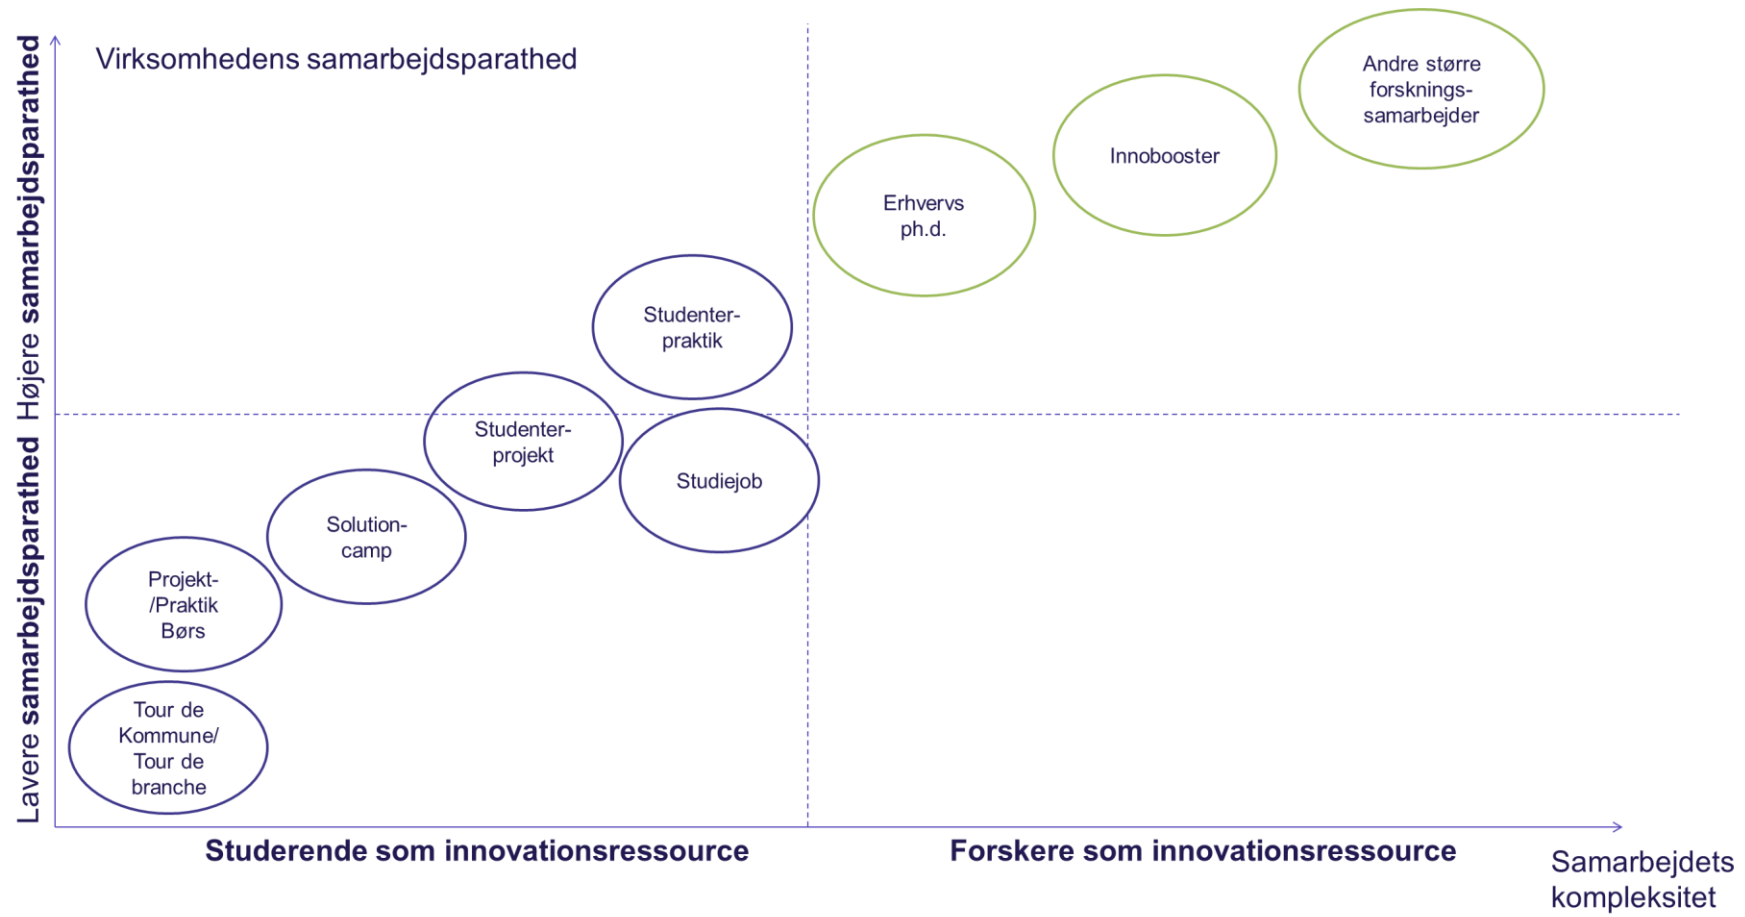 Virksomhedens samarbejdsparathed
Højere samarbejdsparathed
Lavere samarbejdsparathed
Andre større
forsknings-
samarbejder
Innobooster
Erhvervs
ph.d.
Studenter-
praktik
Studenter-
projekt
Studiejob
Solution-
camp
Projekt-
/Praktik
Børs
Tour de
Kommune/
Tour de
branche
Studerende som innovationsressource
Forskere som innovationsressource
Samarbejdets
kompleksitet